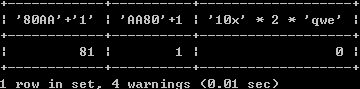 +-----------+----------+------------------+
| '80AA'+'1' | 'AA80'+1 | '10x' * 2 * 'qwe' |
+-----------+----------+------------------+
| 81 | 1 | 0 |
+-----------+----------+------------------+
1 row in set, 4 warnings (0.01 sec)